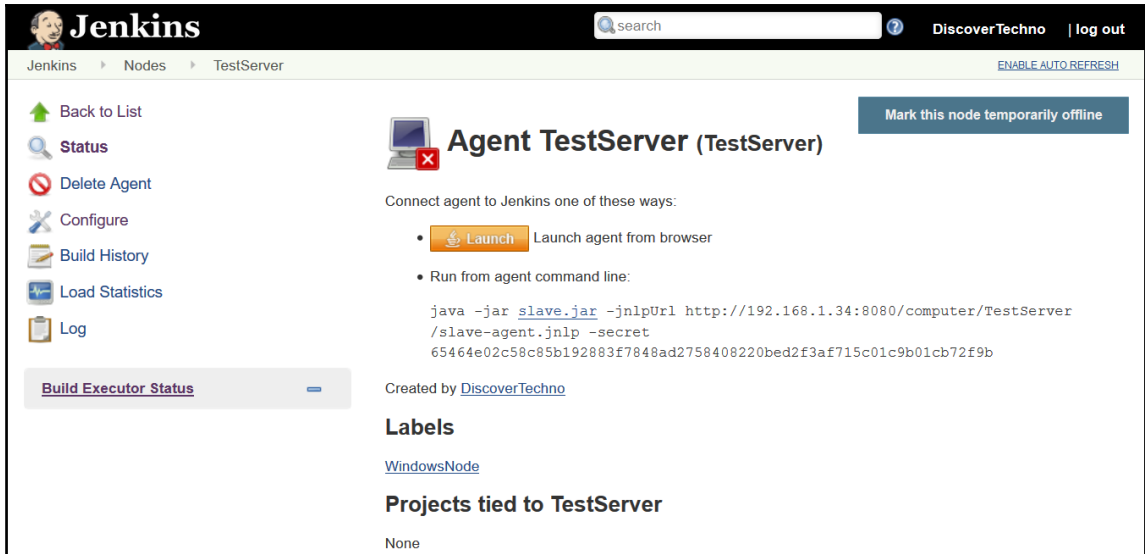 Jenkins
search
DiscoverTechno | log out
Jenkins Nodes TestServer
ENABLE AUTO REFRESH
Back to List
Status
Delete Agent
Configure
Build History
Load Statistics
Log
Build Executor Status
Mark this node temporarily offline
Agent TestServer (TestServer)
Connect agent to Jenkins one of these ways:
Launch Launch agent from browser
Run from agent command line:
java -jar slave.jar -jnlpUrl http://192.168.1.34:8080/computer/TestServer
/slave-agent.jnlp -secret
65464e02c58c85b192883f7848ad2758408220bed2f3af715c01c9b01cb72f9b
Created by DiscoverTechno
Labels
WindowsNode
Projects tied to TestServer
None